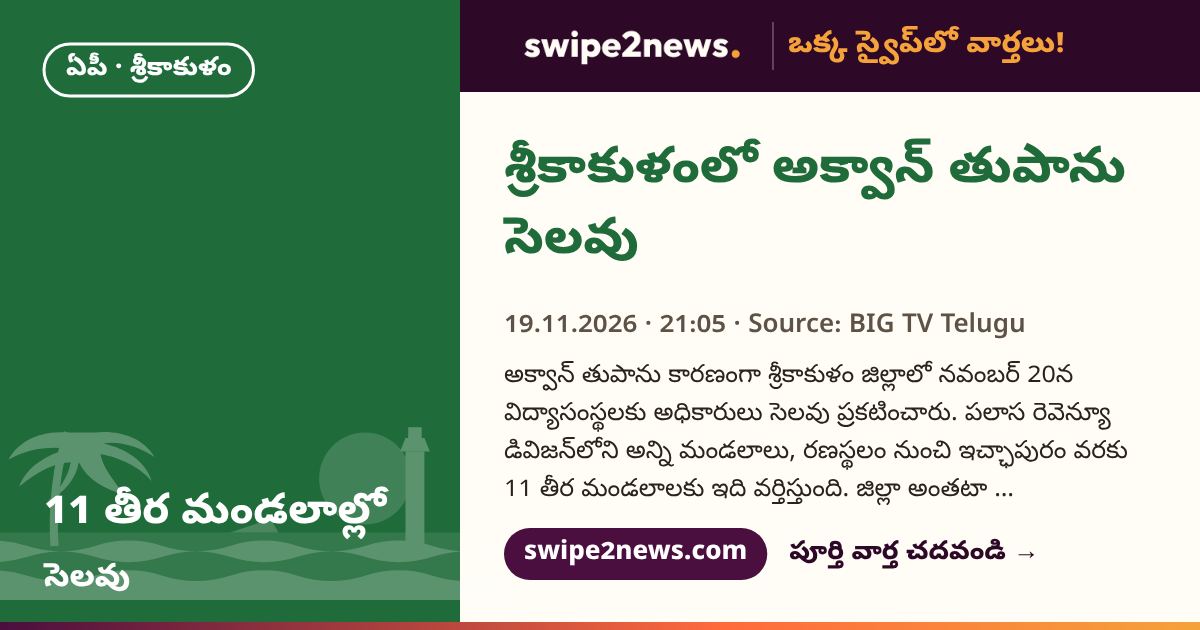 ఏపీ · శ్రీకాకుళం
11 తీర మండలాల్లో
సెలవు
swipe2news.
ఒక్క స్వైప్‌లో వార్తలు!
శ్రీకాకుళంలో అక్వాన్ తుపాను
సెలవు
19.11.2026 · 21:05 · Source: BIG TV Telugu
అక్వాన్ తుపాను కారణంగా శ్రీకాకుళం జిల్లాలో నవంబర్ 20న
విద్యాసంస్థలకు అధికారులు సెలవు ప్రకటించారు. పలాస రెవెన్యూ
డివిజన్‌లోని అన్ని మండలాలు, రణస్థలం నుంచి ఇచ్ఛాపురం వరకు
11 తీర మండలాలకు ఇది వర్తిస్తుంది. జిల్లా అంతటా ...
swipe2news.com
పూర్తి వార్త చదవండి →